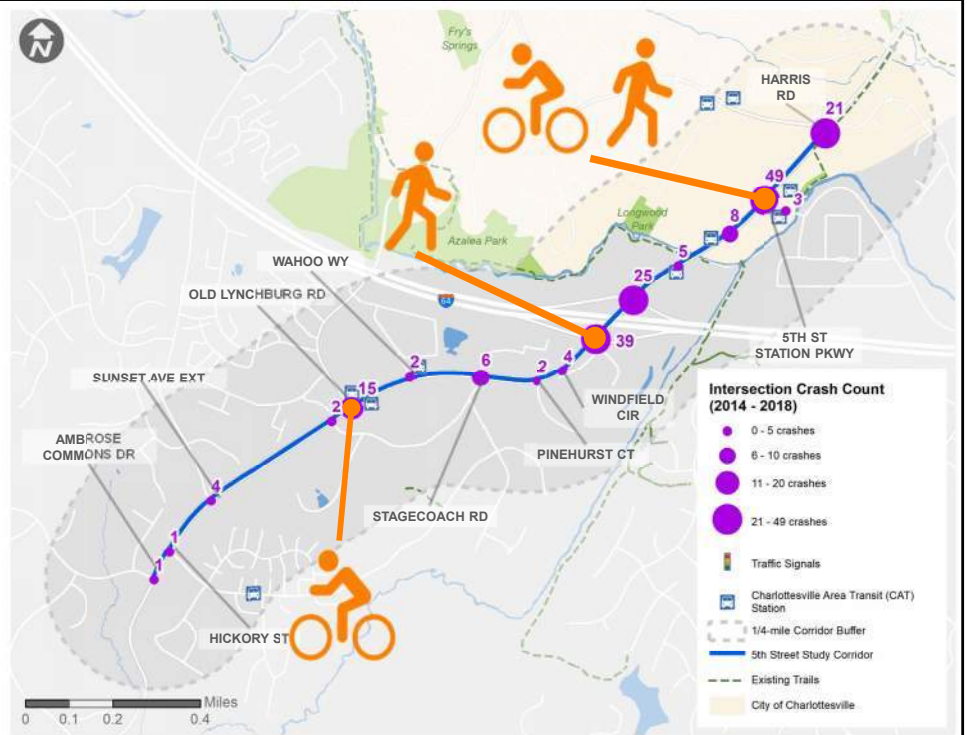 N
Fry's
Springs
HARRIS
RD
21
49
3
8
Longwood
Park
5
Azalea Park
25
WAHOO WY
OLD LYNCHBURG RD
64
39
5TH ST
STATION PKWY
SUNSET AVE EXT
2
15
6
2
4
WINDFIELD
CIR
2
PINEHURST CT
AMBROSE
COMMONS DR
4
STAGECOACH RD
1
1
HICKORY ST
Intersection Crash Count
(2014 - 2018)
0 - 5 crashes
6 - 10 crashes
11 - 20 crashes
21 - 49 crashes
Traffic Signals
Charlottesville Area Transit (CAT)
Station
1/4-mile Corridor Buffer
5th Street Study Corridor
Existing Trails
City of Charlottesville
Miles
0 0.1 0.2 0.4